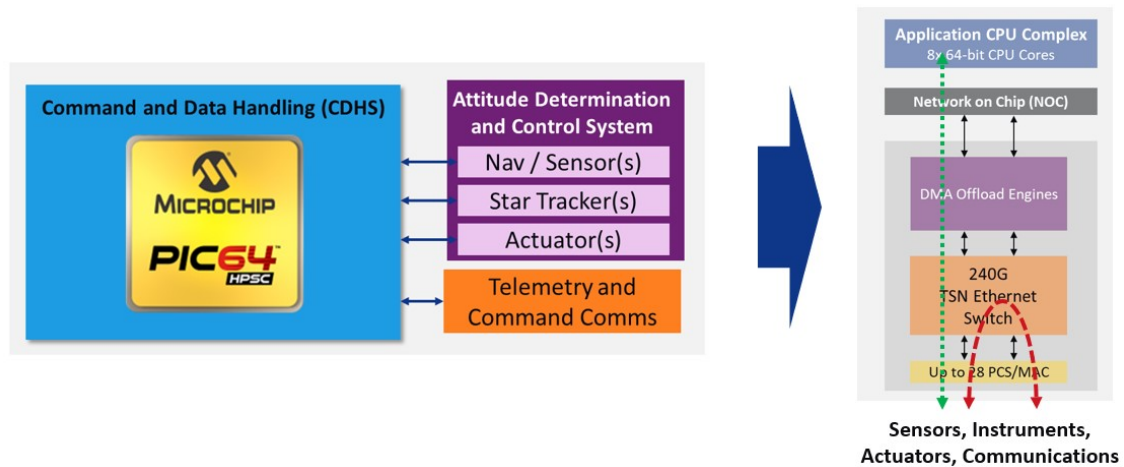 Command and Data Handling (CDHS)
MICROCHIP
PIC64™
HPSC
Attitude Determination
and Control System
Nav / Sensor(s)
Star Tracker(s)
Actuator(s)
Telemetry and
Command Comms
Application CPU Complex
8x 64-bit CPU Cores
Network on Chip (NOC)
DMA Offload Engines
240G
TSN Ethernet
Switch
Up to 28 PCS/MAC
Sensors, Instruments,
Actuators, Communications